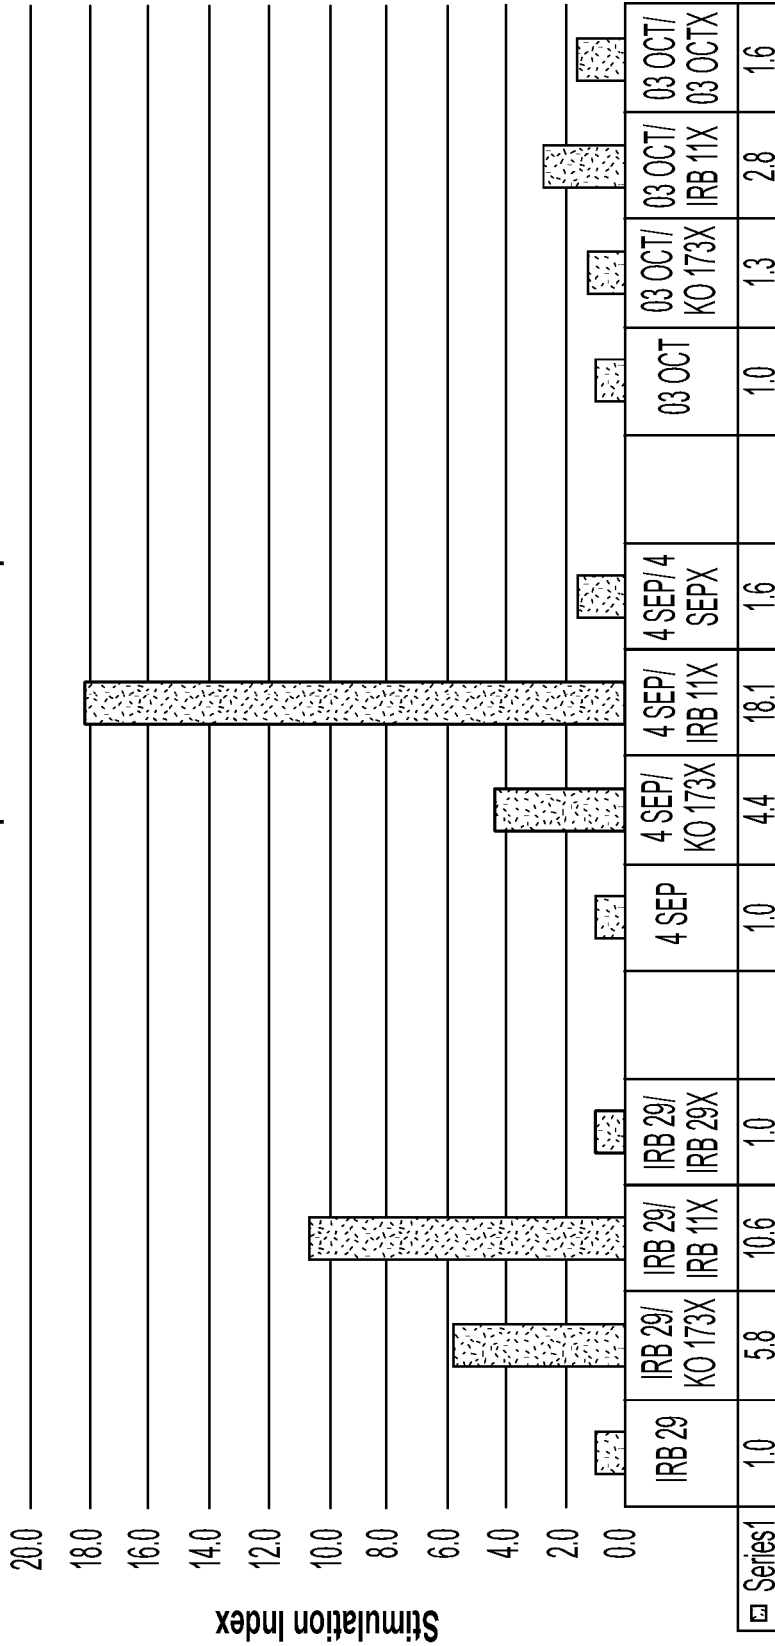 Stimulation Index
20.0
18.0
16.0
14.0
12.0
10.0
8.0
6.0
4.0
2.0
0.0
IRB 29
IRB 29/
KO 173X
IRB 29/
IRB 11X
IRB 29/
IRB 29X
4 SEP
4 SEP/
KO 173X
4 SEP/
IRB 11X
4 SEP/ 4
SEPX
03 OCT
03 OCT/
KO 173X
03 OCT/
IRB 11X
03 OCT/
03 OCTX
Series1 1.0 5.8 10.6 1.0 1.0 4.4 18.1 1.6 1.0 1.3 2.8 1.6